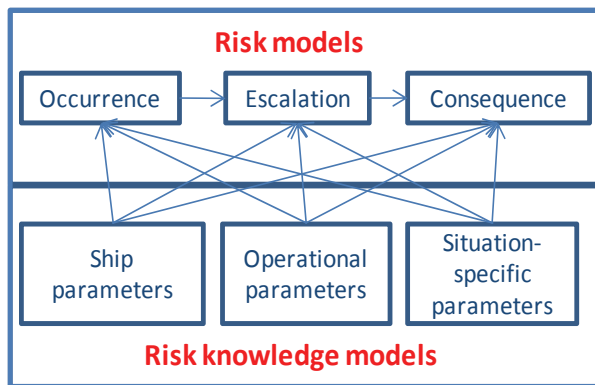 Risk models
Occurrence
Escalation
Consequence
Ship
parameters
Operational
parameters
Situation-
specific
parameters
Risk knowledge models